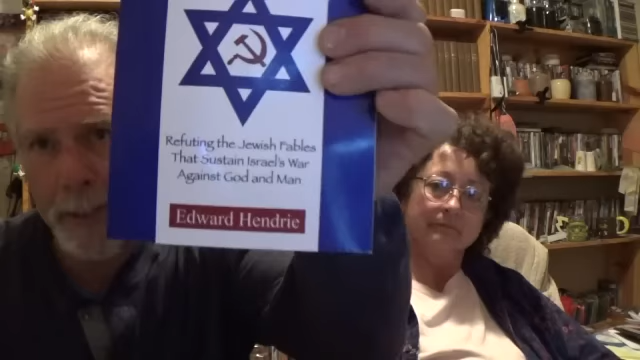 Refuting the Jewish Fables
That Sustain Israel's War
Against God and Man
Edward Hendrie